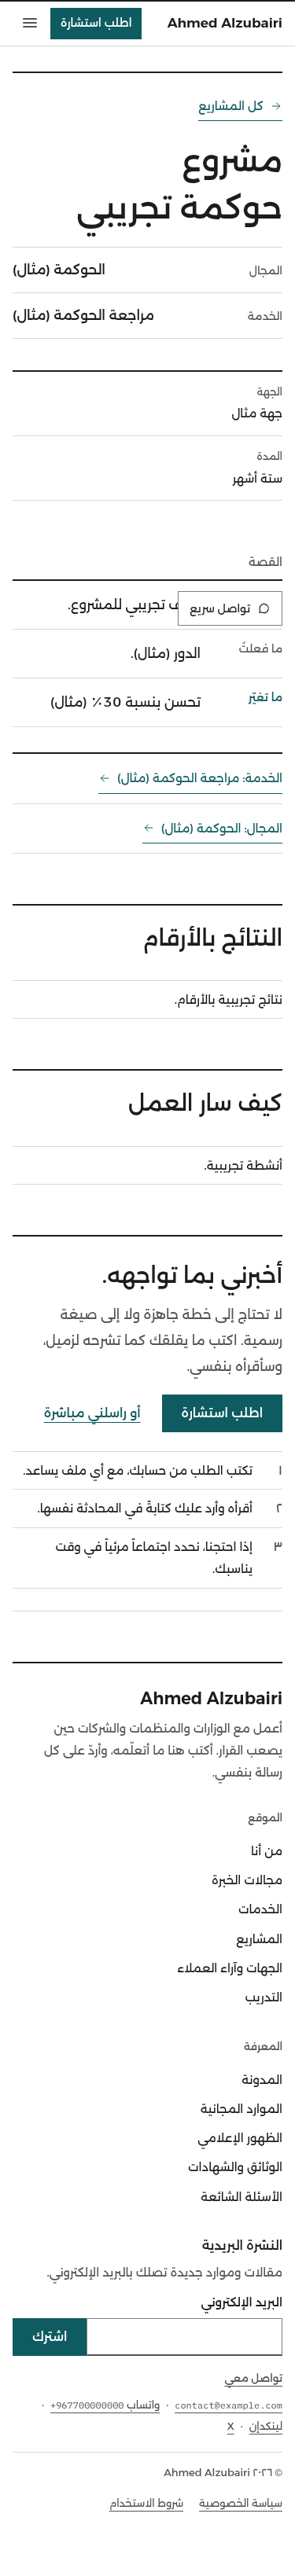 Ahmed Alzubairi
اطلب استشارة
كل المشاريع
مشروع
حوكمة تجريبي
المجال
الحوكمة (مثال)
الخدمة
مراجعة الحوكمة (مثال)
الجهة
جهة مثال
المدة
ستة أشهر
القصة
تجريبي للمشروع.
تواصل سريع
ما فعلتُ
الدور (مثال).
ما تغيّر
تحسن بنسبة 30٪ (مثال)
الخدمة: مراجعة الحوكمة (مثال)
المجال: الحوكمة (مثال)
النتائج بالأرقام
نتائج تجريبية بالأرقام.
كيف سار العمل
أنشطة تجريبية.
أخبرني بما تواجهه.
لا تحتاج إلى خطة جاهزة ولا إلى صيغة
رسمية. اكتب ما يقلقك كما تشرحه لزميل،
وسأقرأه بنفسي.
اطلب استشارة
أو راسلني مباشرة
١ تكتب الطلب من حسابك، مع أي ملف يساعد.
٢ أقرأه وأرد عليك كتابةً في المحادثة نفسها.
٣ إذا احتجنا، نحدد اجتماعاً مرئياً في وقت
يناسبك.
Ahmed Alzubairi
أعمل مع الوزارات والمنظمات والشركات حين
يصعب القرار. أكتب هنا ما أتعلّمه، وأردّ على كل
رسالة بنفسي.
الموقع
من أنا
مجالات الخبرة
الخدمات
المشاريع
الجهات وآراء العملاء
التدريب
المعرفة
المدونة
الموارد المجانية
الظهور الإعلامي
الوثائق والشهادات
الأسئلة الشائعة
النشرة البريدية
مقالات وموارد جديدة تصلك بالبريد الإلكتروني.
البريد الإلكتروني
اشترك
تواصل معي
contact@example.com · واتساب +967700000000 ·
لينكدإن · X
© ٢٠٢٦ Ahmed Alzubairi
سياسة الخصوصية
شروط الاستخدام